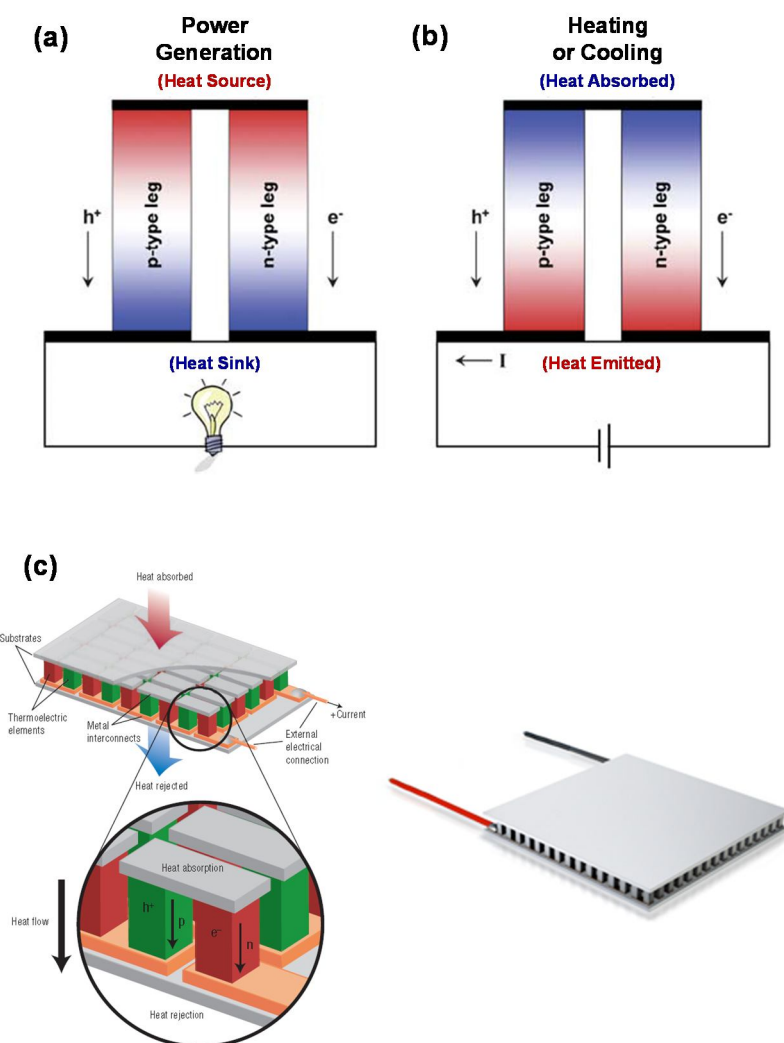 (a)
Power
Generation
(Heat Source)
h+
p-type leg
n-type leg
e-
(Heat Sink)
(b)
Heating
or Cooling
(Heat Absorbed)
h+
p-type leg
n-type leg
e-
I
(Heat Emitted)
(c)
Heat absorbed
Substrates
Thermoelectric
elements
Metal
interconnects
+Current
External
electrical
connection
Heat rejected
Heat absorption
h+
p
e-
n
Heat flow
Heat rejection